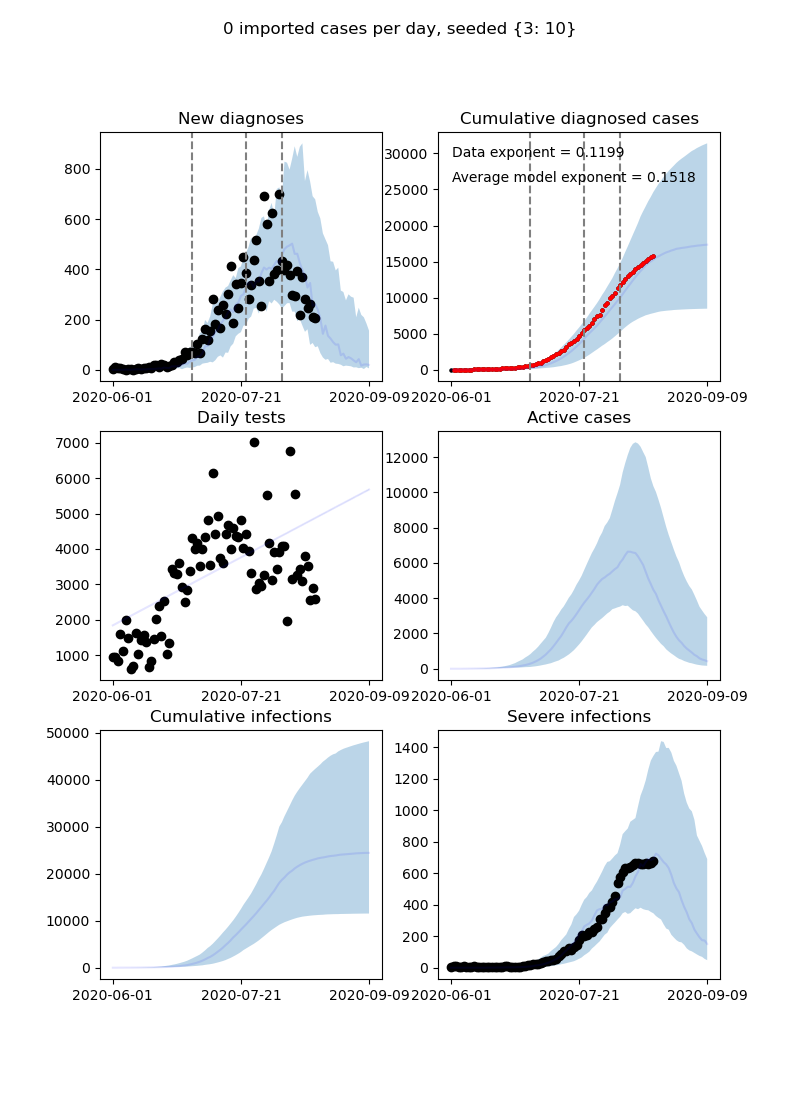 0 imported cases per day, seeded {3: 10}
New diagnoses
800
600
400
200
0
2020-06-01 2020-07-21 2020-09-09
Cumulative diagnosed cases
Data exponent = 0.1199
Average model exponent = 0.1518
30000
25000
20000
15000
10000
5000
0
2020-06-01 2020-07-21 2020-09-09
Daily tests
7000
6000
5000
4000
3000
2000
1000
2020-06-01 2020-07-21 2020-09-09
Active cases
12000
10000
8000
6000
4000
2000
0
2020-06-01 2020-07-21 2020-09-09
Cumulative infections
50000
40000
30000
20000
10000
0
2020-06-01 2020-07-21 2020-09-09
Severe infections
1400
1200
1000
800
600
400
200
0
2020-06-01 2020-07-21 2020-09-09